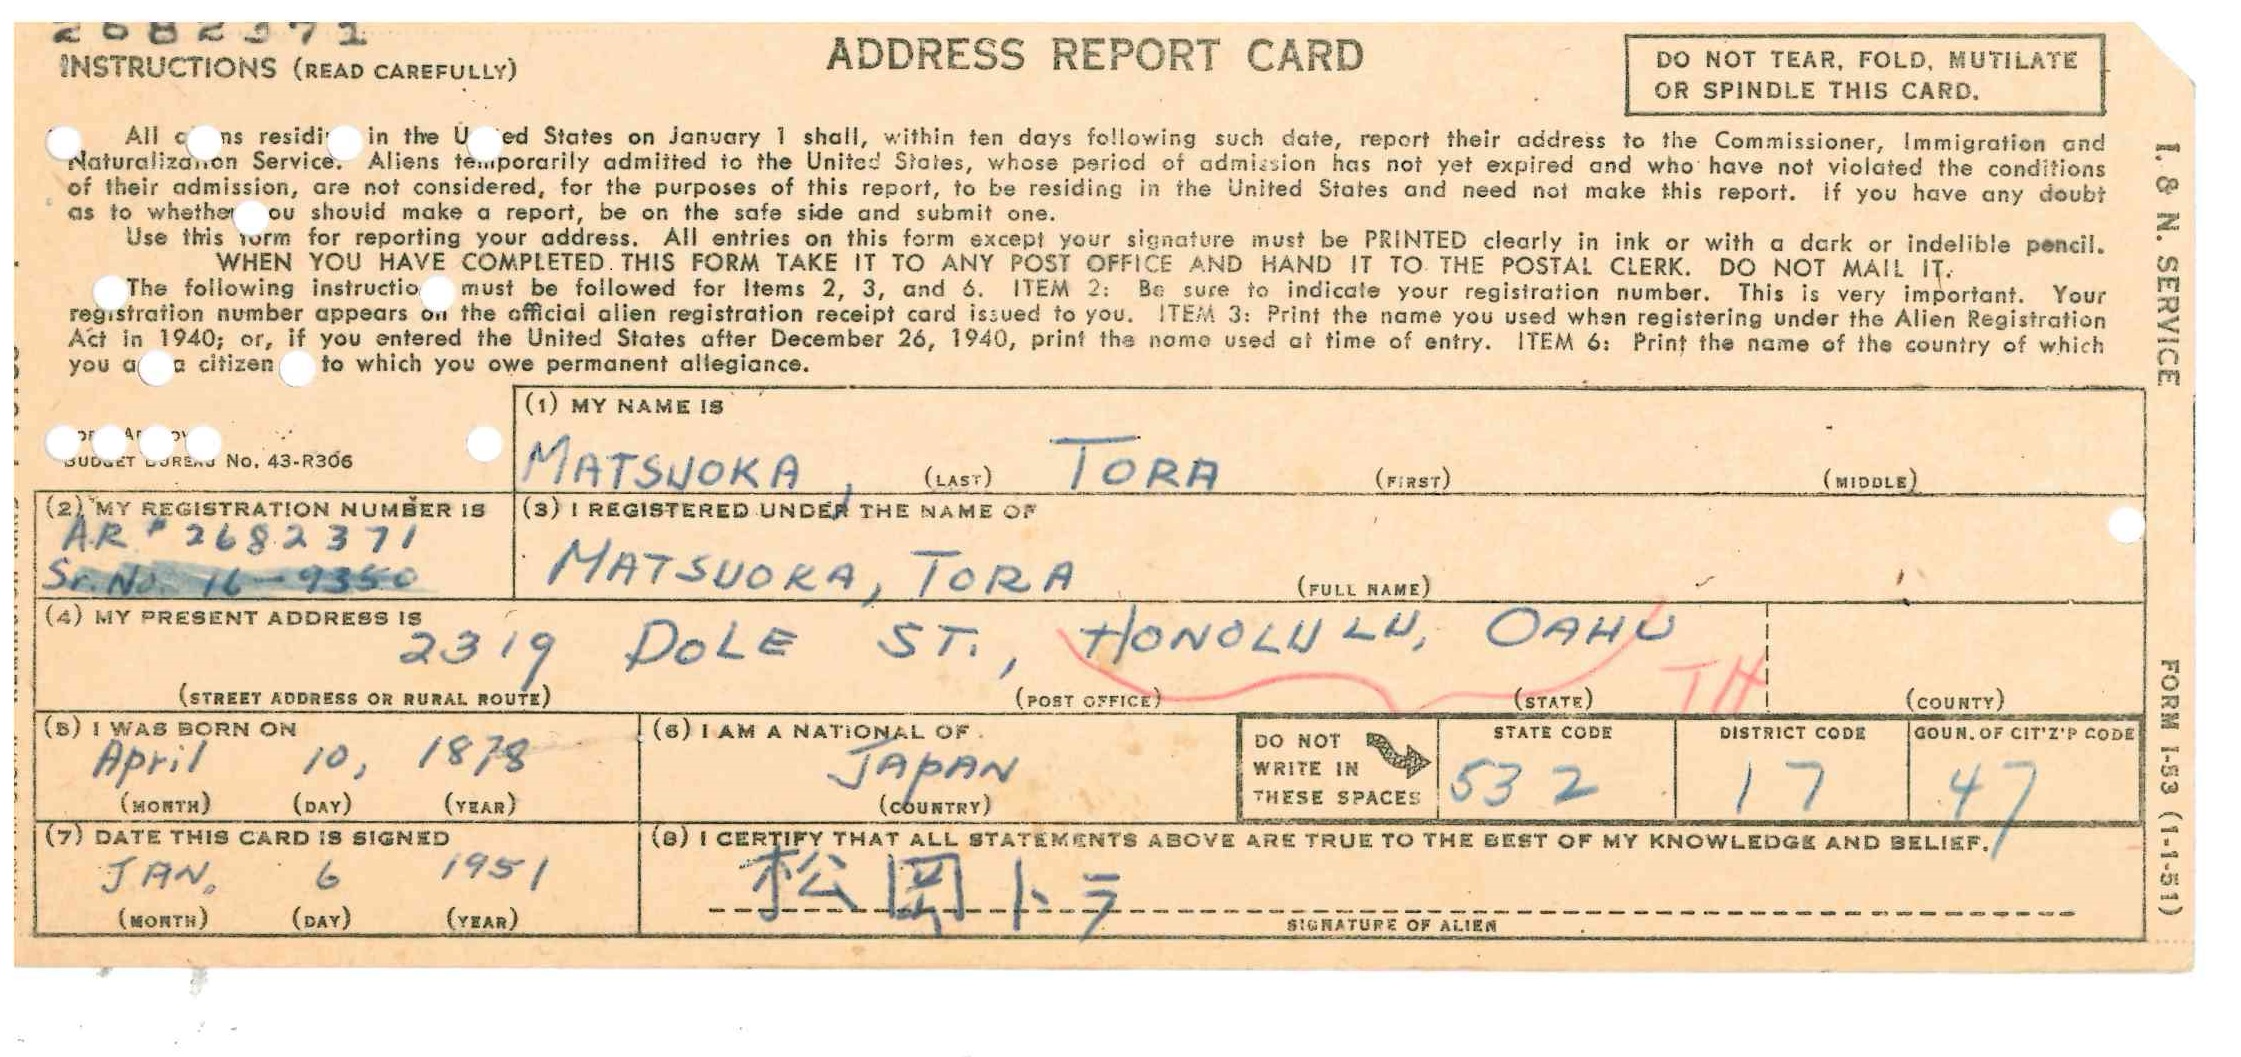 2682371
INSTRUCTIONS (READ CAREFULLY)
ADDRESS REPORT CARD
DO NOT TEAR, FOLD, MUTILATE
OR SPINDLE THIS CARD.
All c ns residi in the U ed States on January 1 shall, within ten days following such date, report their address to the Commissioner, Immigration and
Naturalization Service. Aliens temporarily admitted to the United States, whose period of admission has not yet expired and who have not violated the conditions
of their admission, are not considered, for the purposes of this report, to be residing in the United States and need not make this report. If you have any doubt
as to whether ou should make a report, be on the safe side and submit one.
Use this form for reporting your address. All entries on this form except your signature must be PRINTED clearly in ink or with a dark or indelible pencil.
WHEN YOU HAVE COMPLETED THIS FORM TAKE IT TO ANY POST OFFICE AND HAND IT TO THE POSTAL CLERK. DO NOT MAIL IT.
The following instructio must be followed for Items 2, 3, and 6. ITEM 2: Be sure to indicate your registration number. This is very important. Your
registration number appears on the official alien registration receipt card issued to you. ITEM 3: Print the name you used when registering under the Alien Registration
Act in 1940; or, if you entered the United States after December 26, 1940, print the name used at time of entry. ITEM 6: Print the name of the country of which
you a a citizen to which you owe permanent allegiance.
BUDGET BUREAU No. 43-R306
(1) MY NAME IS
MATSUOKA, (LAST) TORA (FIRST) (MIDDLE)
(2) MY REGISTRATION NUMBER IS
AR # 2682371
Sr. No. 16-9350
(3) I REGISTERED UNDER THE NAME OF
MATSUOKA, TORA (FULL NAME)
(4) MY PRESENT ADDRESS IS
2319 DOLE ST., HONOLULU, OAHU TH
(STREET ADDRESS OR RURAL ROUTE) (POST OFFICE) (STATE) (COUNTY)
(5) I WAS BORN ON
April 10, 1878
(MONTH) (DAY) (YEAR)
(6) I AM A NATIONAL OF
JAPAN
(COUNTRY)
DO NOT
WRITE IN
THESE SPACES
STATE CODE
532
DISTRICT CODE
17
COUN. OF CIT'Z'P CODE
47
(7) DATE THIS CARD IS SIGNED
JAN. 6 1951
(MONTH) (DAY) (YEAR)
(8) I CERTIFY THAT ALL STATEMENTS ABOVE ARE TRUE TO THE BEST OF MY KNOWLEDGE AND BELIEF.
松岡トラ
SIGNATURE OF ALIEN
I. & N. SERVICE FORM I-53 (1-1-51)